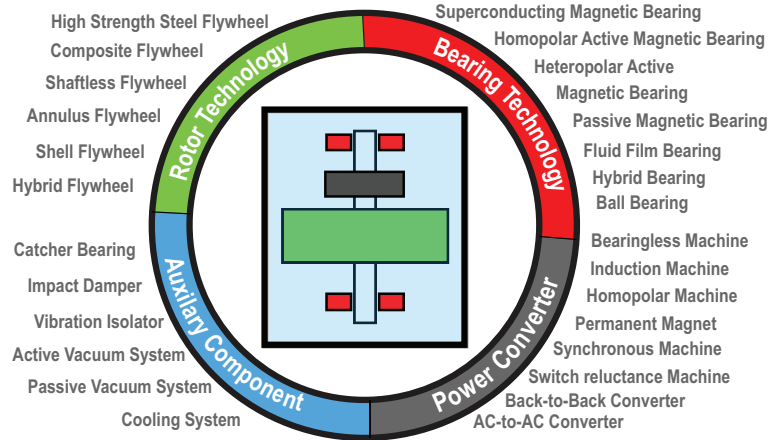 High Strength Steel Flywheel
Composite Flywheel
Shaftless Flywheel
Annulus Flywheel
Shell Flywheel
Hybrid Flywheel
Rotor Technology
Superconducting Magnetic Bearing
Homopolar Active Magnetic Bearing
Heteropolar Active
Magnetic Bearing
Passive Magnetic Bearing
Fluid Film Bearing
Hybrid Bearing
Ball Bearing
Bearing Technology
Catcher Bearing
Impact Damper
Vibration Isolator
Active Vacuum System
Passive Vacuum System
Cooling System
Auxilary Component
Bearingless Machine
Induction Machine
Homopolar Machine
Permanent Magnet
Synchronous Machine
Switch reluctance Machine
Back-to-Back Converter
AC-to-AC Converter
Power Converter